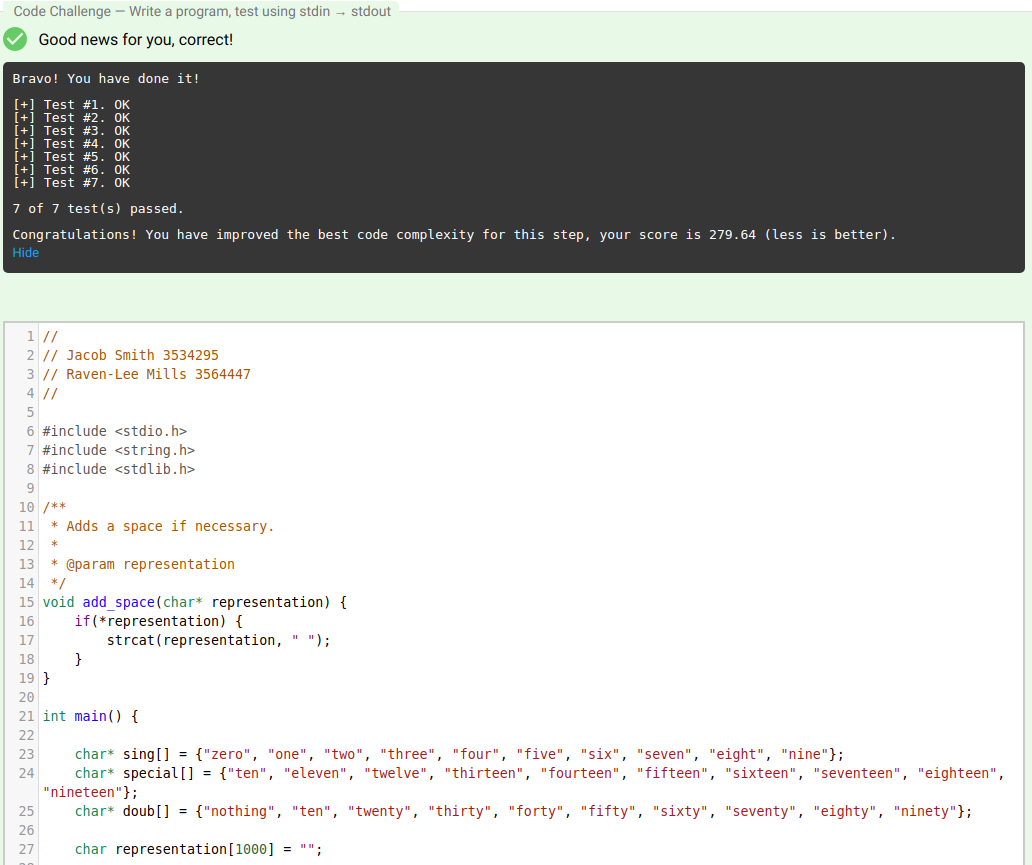 Code Challenge — Write a program, test using stdin → stdout
Good news for you, correct!
Bravo! You have done it!
[+] Test #1. OK
[+] Test #2. OK
[+] Test #3. OK
[+] Test #4. OK
[+] Test #5. OK
[+] Test #6. OK
[+] Test #7. OK
7 of 7 test(s) passed.
Congratulations! You have improved the best code complexity for this step, your score is 279.64 (less is better).
Hide
1 //
2 // Jacob Smith 3534295
3 // Raven-Lee Mills 3564447
4 //
5
6 #include <stdio.h>
7 #include <string.h>
8 #include <stdlib.h>
9
10 /**
11  * Adds a space if necessary.
12  *
13  * @param representation
14  */
15 void add_space(char* representation) {
16     if(*representation) {
17         strcat(representation, " ");
18     }
19 }
20
21 int main() {
22
23     char* sing[] = {"zero", "one", "two", "three", "four", "five", "six", "seven", "eight", "nine"};
24     char* special[] = {"ten", "eleven", "twelve", "thirteen", "fourteen", "fifteen", "sixteen", "seventeen", "eighteen",
"nineteen"};
25     char* doub[] = {"nothing", "ten", "twenty", "thirty", "forty", "fifty", "sixty", "seventy", "eighty", "ninety"};
26
27     char representation[1000] = "";